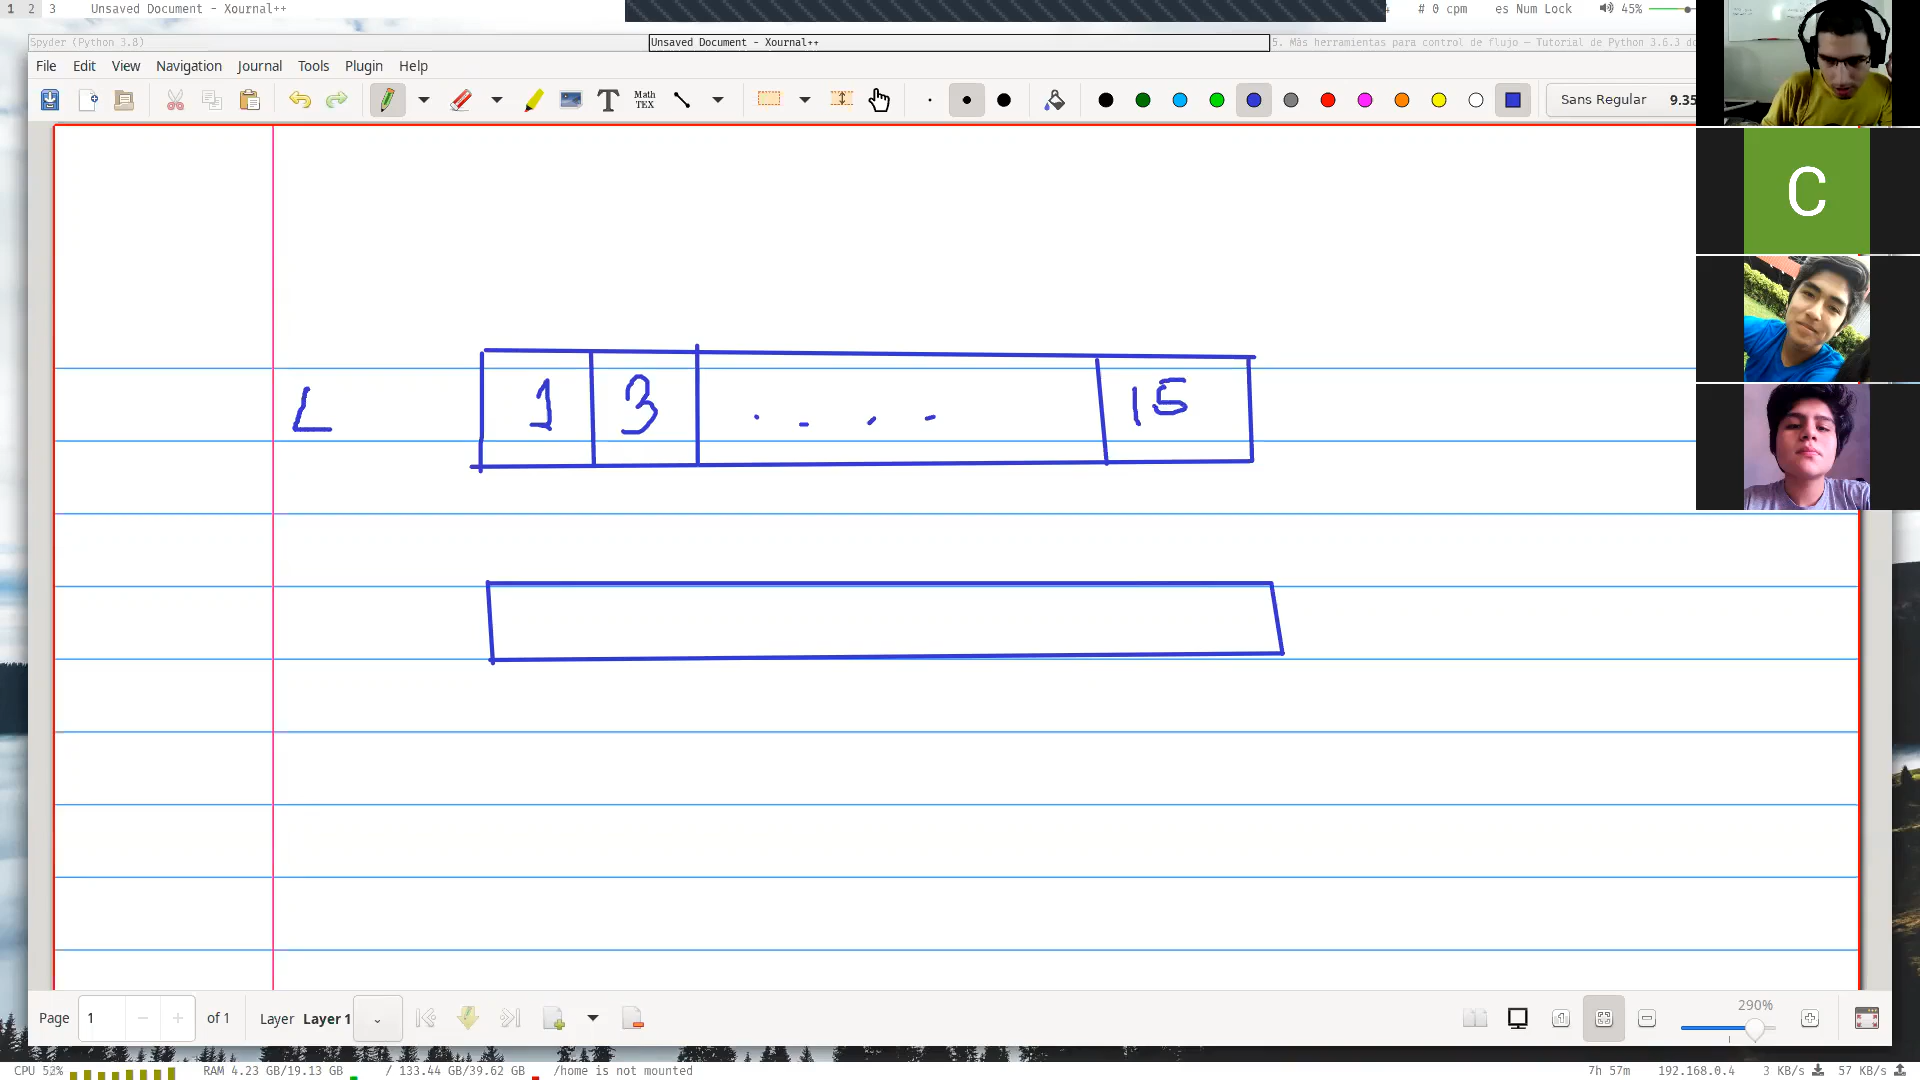 1 2 3 Unsaved Document - Xournal++ # 0 cpm es Num Lock 45%
Spyder (Python 3.8) Unsaved Document - Xournal++ 5. Más herramientas para control de flujo — Tutorial de Python 3.6.3 do
File Edit View Navigation Journal Tools Plugin Help
T Math TEX Sans Regular 9.35
C
L 1 3 . . . . 15
Page 1 of 1 Layer Layer 1 290%
CPU 52% RAM 4.23 GB/19.13 GB / 133.44 GB/39.62 GB /home is not mounted 7h 57m 192.168.0.4 3 KB/s 57 KB/s